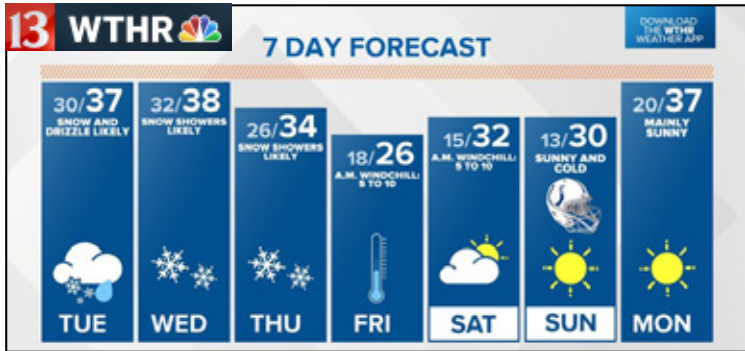 13 WTHR
7 DAY FORECAST
DOWNLOAD
THE WTHR
WEATHER APP
30/37
SNOW AND
DRIZZLE LIKELY
TUE
32/38
SNOW SHOWERS
LIKELY
WED
26/34
SNOW SHOWERS
LIKELY
THU
18/26
A.M. WINDCHILL:
5 TO 10
FRI
15/32
A.M. WINDCHILL:
5 TO 10
SAT
13/30
SUNNY AND
COLD
SUN
20/37
MAINLY
SUNNY
MON